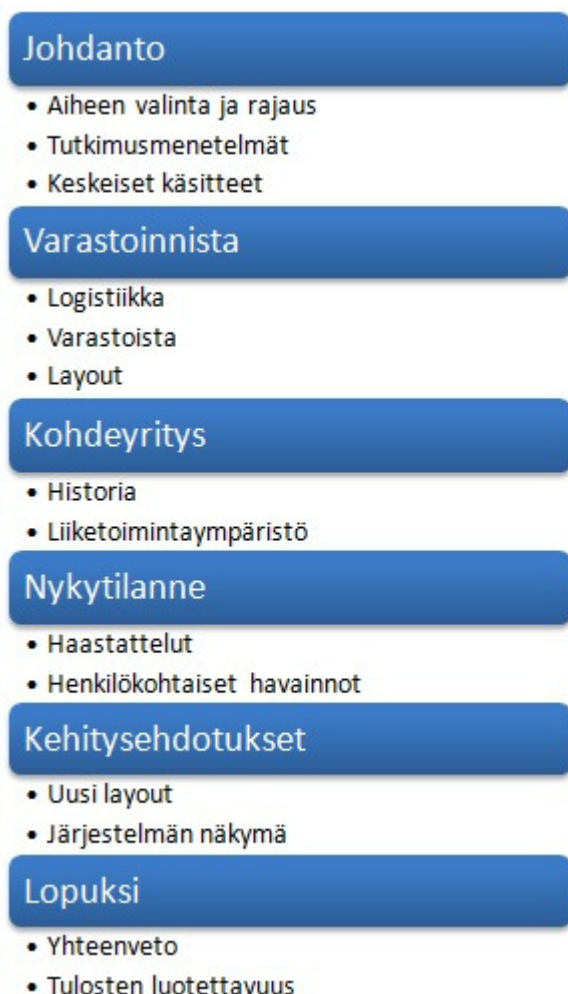 Johdanto
• Aiheen valinta ja rajaus
• Tutkimusmenetelmät
• Keskeiset käsitteet
Varastoinnista
• Logistiikka
• Varastoista
• Layout
Kohdeyritys
• Historia
• Liiketoimintaympäristö
Nykytilanne
• Haastattelut
• Henkilökohtaiset havainnot
Kehitysehdotukset
• Uusi layout
• Järjestelmän näkymä
Lopuksi
• Yhteenveto
• Tulosten luotettavuus